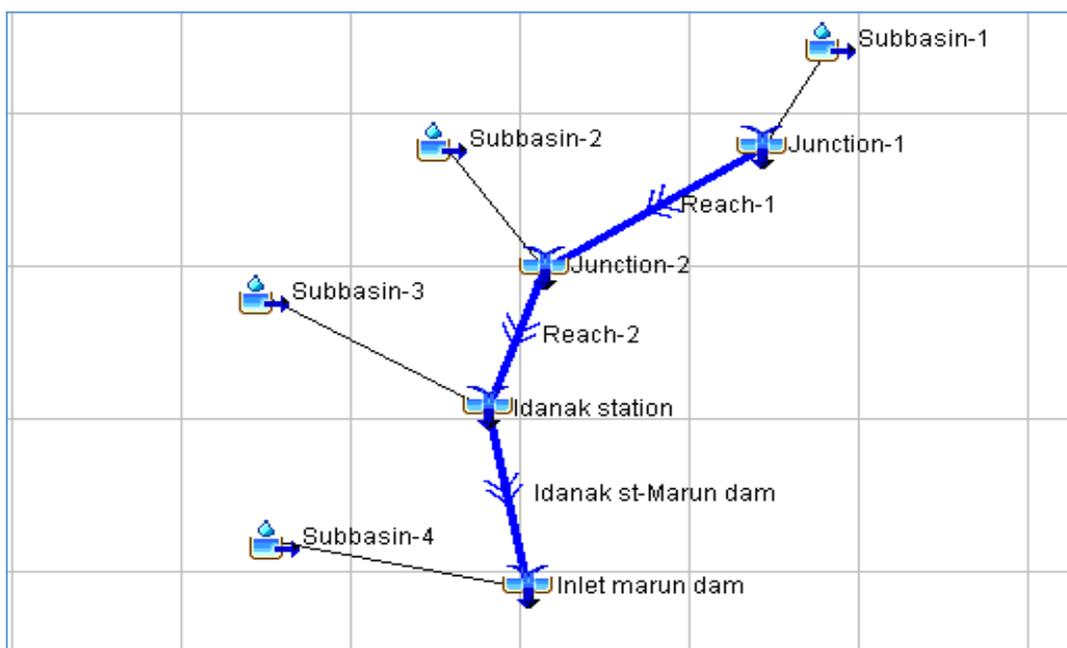 Subbasin-1
Subbasin-2
Junction-1
Reach-1
Junction-2
Subbasin-3
Reach-2
Idanak station
Idanak st-Marun dam
Subbasin-4
Inlet marun dam